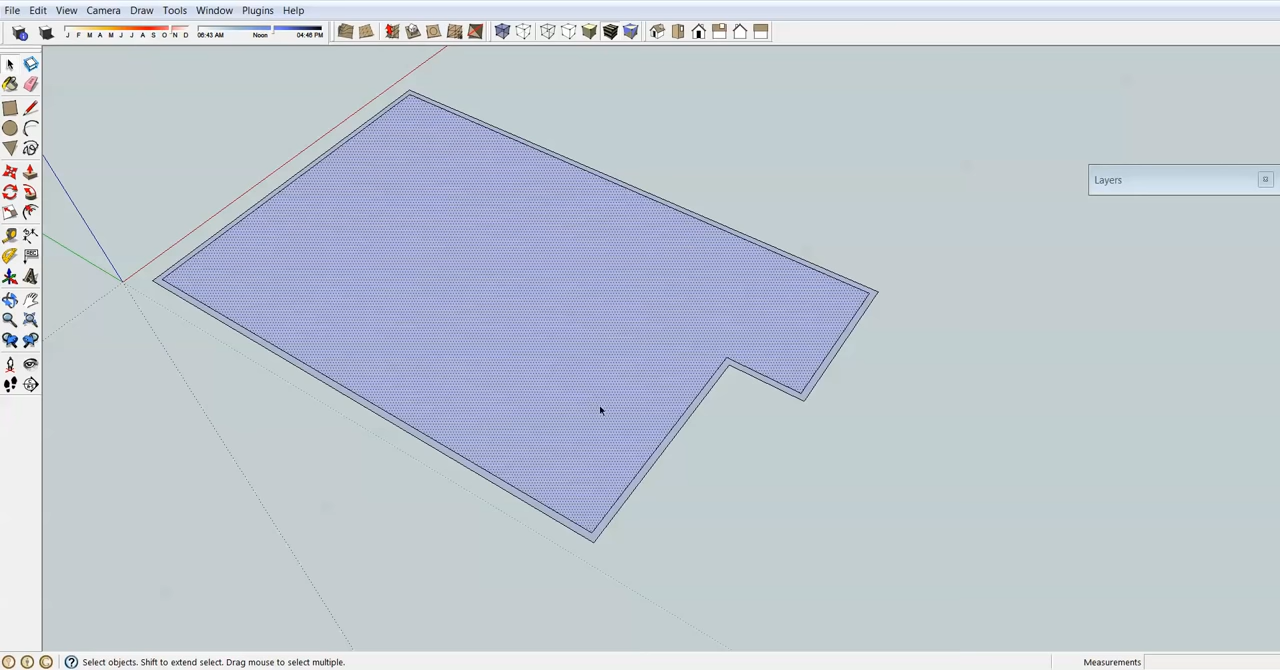 File Edit View Camera Draw Tools Window Plugins Help
J F M A M J J A S O N D 06:43 AM Noon 04:46 PM
Layers
Select objects. Shift to extend select. Drag mouse to select multiple.
Measurements